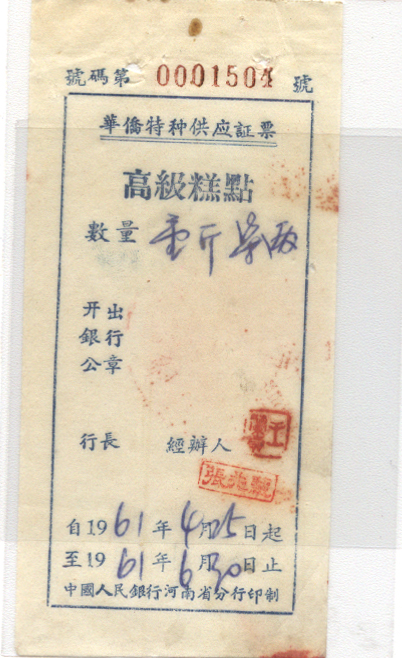 號碼第 0001504 號
華僑特种供应証票
高級糕點
數量 壹斤 兩
开出
銀行
公章
行長 經辦人
自1961年4月25日起
至1961年6月30日止
中國人民銀行河南省分行印制